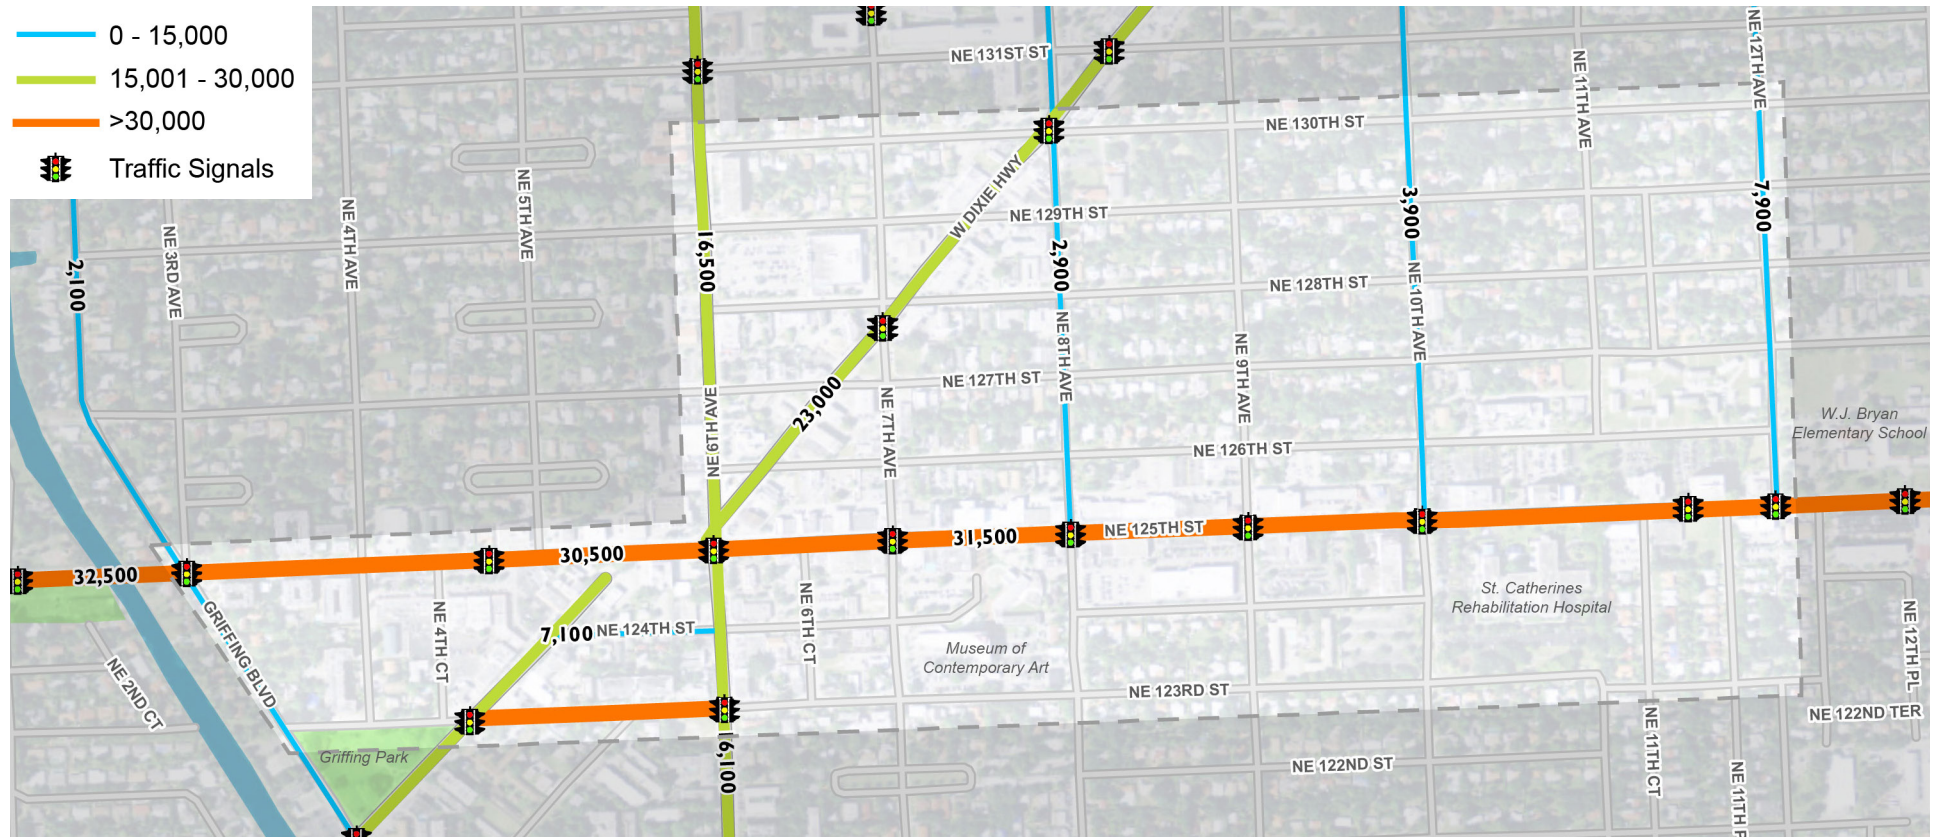 0 - 15,000
15,001 - 30,000
>30,000
Traffic Signals
NE 131ST ST
NE 12TH AVE
NE 11TH AVE
NE 130TH ST
W DIXIE HWY
NE 129TH ST
NE 3RD AVE
NE 4TH AVE
NE 5TH AVE
2,100
16,500
2,900
3,900
7,900
NE 128TH ST
NE 10TH AVE
NE 8TH AVE
NE 9TH AVE
NE 127TH ST
23,000
NE 6TH AVE
NE 7TH AVE
W.J. Bryan
Elementary School
NE 126TH ST
NE 125TH ST
31,500
30,500
32,500
GRIFFING BLVD
NE 4TH CT
7,100
NE 124TH ST
NE 6TH CT
Museum of
Contemporary Art
St. Catherines
Rehabilitation Hospital
NE 12TH PL
NE 2ND CT
NE 123RD ST
NE 122ND TER
Griffing Park
6,100
NE 122ND ST
NE 11TH CT
NE 11TH